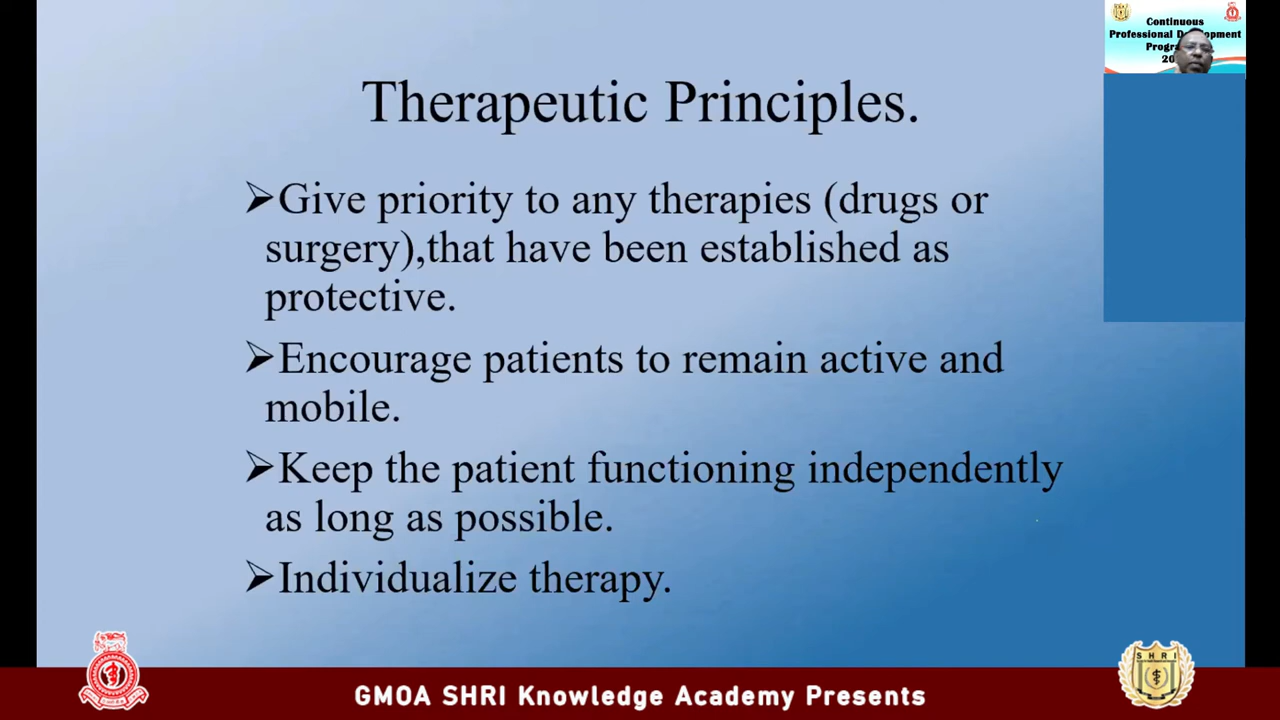 Therapeutic Principles.
➢Give priority to any therapies (drugs or
surgery),that have been established as
protective.
➢Encourage patients to remain active and
mobile.
➢Keep the patient functioning independently
as long as possible.
➢Individualize therapy.
Continuous
Professional
SHRI
GMOA SHRI Knowledge Academy Presents